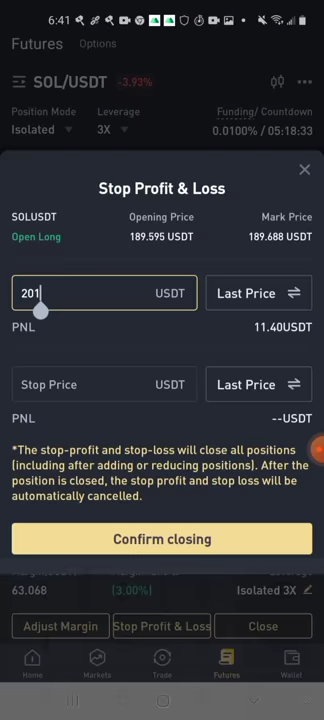 6:41
Futures Options
SOL/USDT -3.93%
Position Mode Leverage Funding/ Countdown
Isolated 3X 0.0100% / 05:18:33
Stop Profit & Loss
SOLUSDT Opening Price Mark Price
Open Long 189.595 USDT 189.688 USDT
201 USDT Last Price
PNL 11.40USDT
Stop Price USDT Last Price
PNL --USDT
*The stop-profit and stop-loss will close all positions
(including after adding or reducing positions). After the
position is closed, the stop profit and stop loss will be
automatically cancelled.
Confirm closing
63.068 (3.00%) Isolated 3X
Adjust Margin Stop Profit & Loss Close
Home Markets Trade Futures Wallet